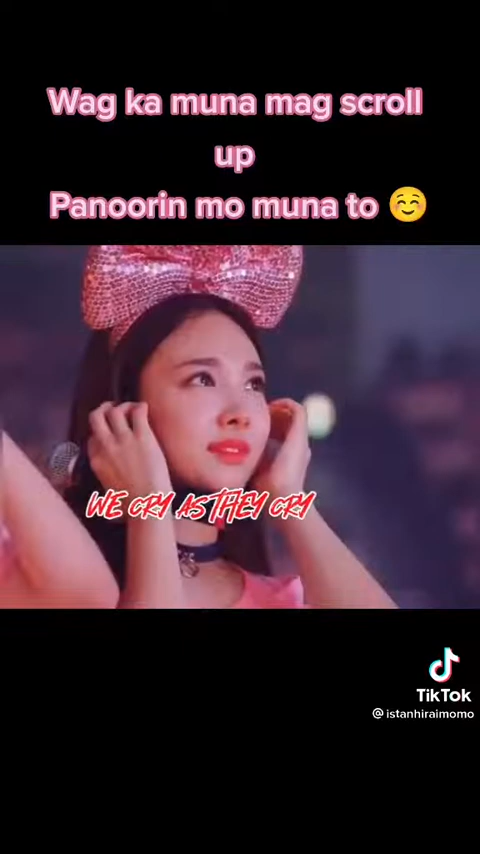 Wag ka muna mag scroll
up
Panoorin mo muna to ☺️
WE CRY AS THEY CRY
TikTok
@istanhiraimomo